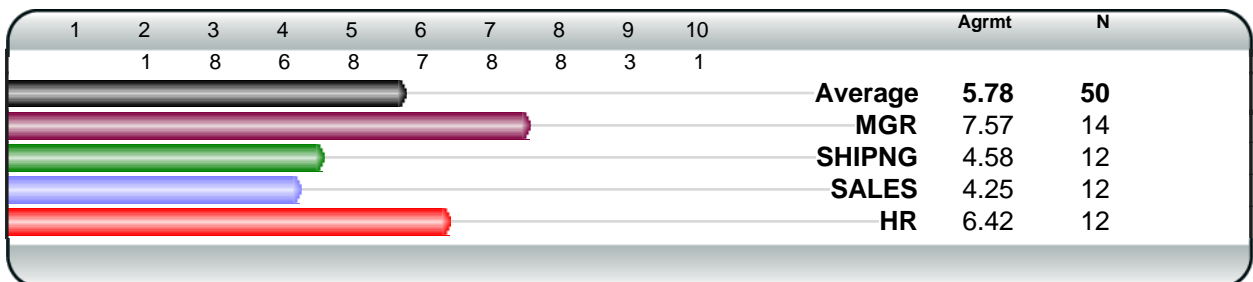 1 2 3 4 5 6 7 8 9 10 Agrmt N
1 8 6 8 7 8 8 3 1
Average 5.78 50
MGR 7.57 14
SHIPNG 4.58 12
SALES 4.25 12
HR 6.42 12